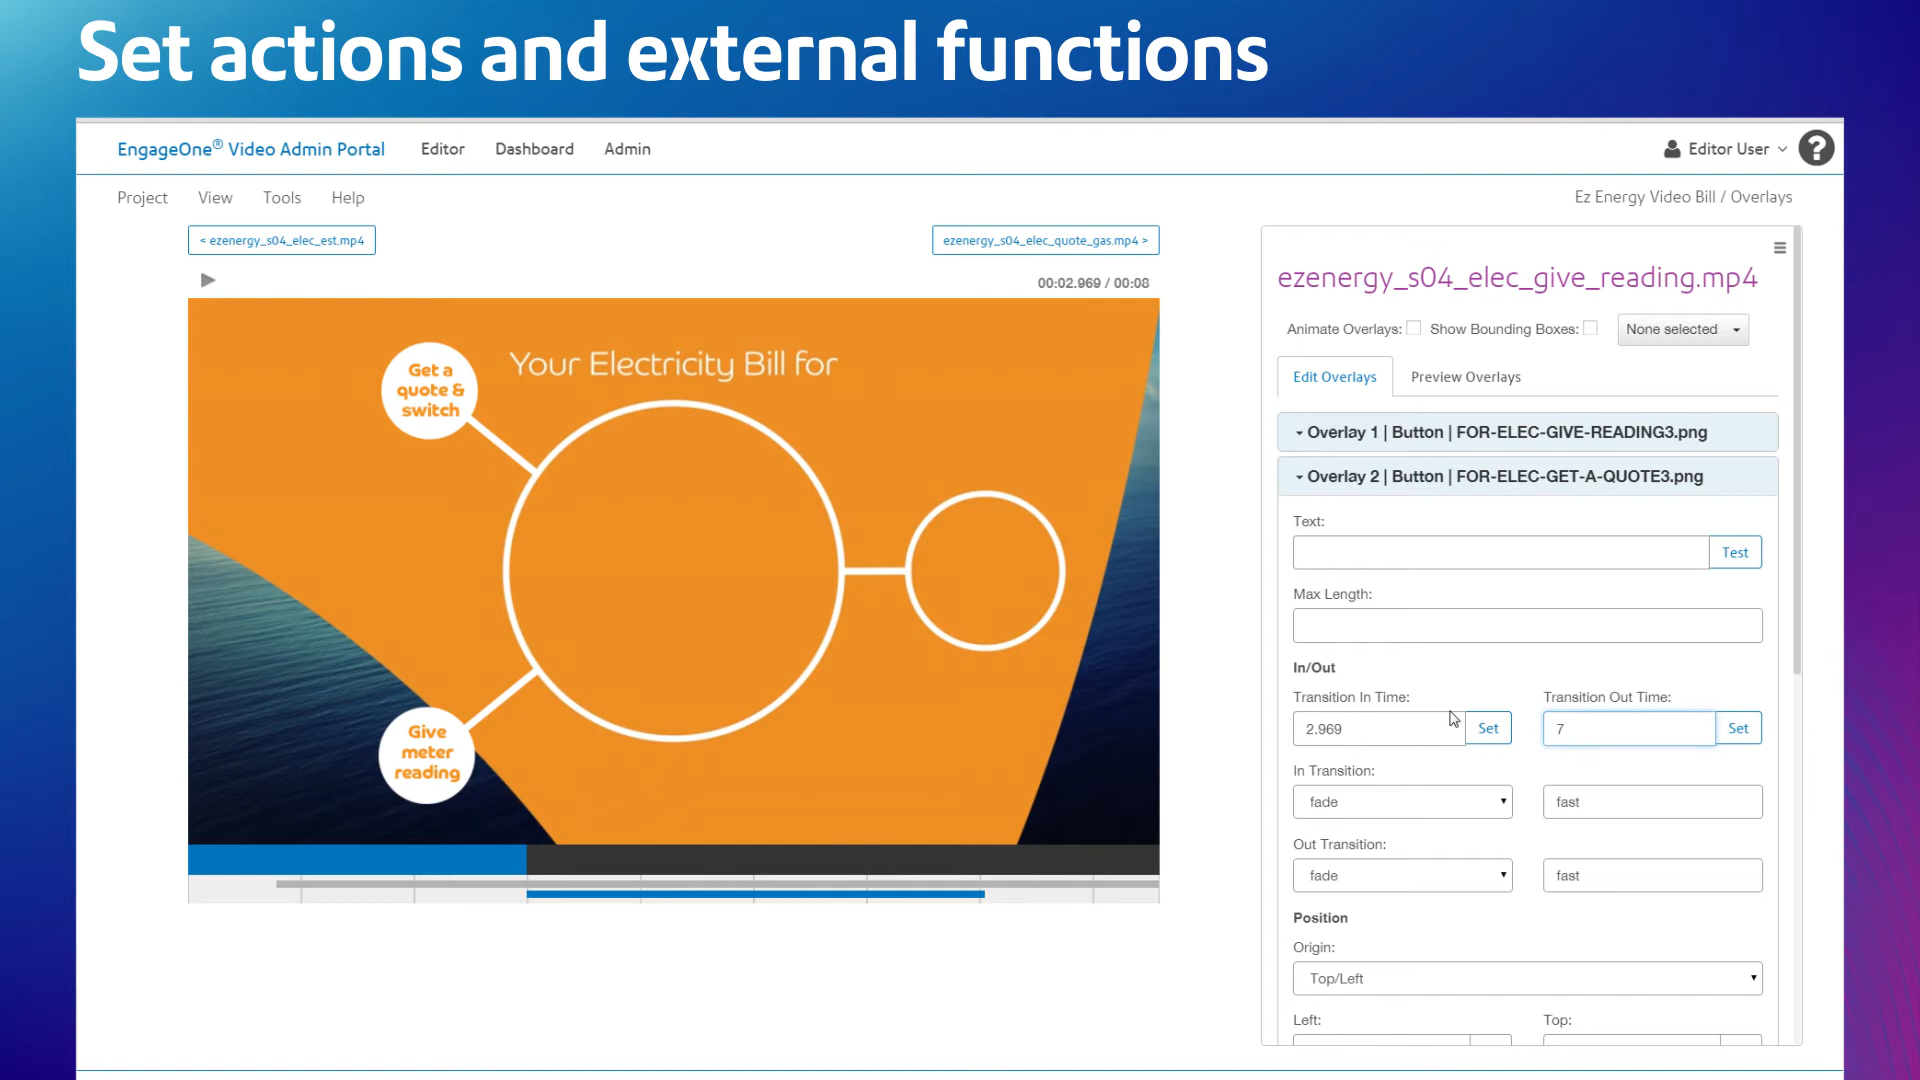 Set actions and external functions
EngageOne® Video Admin Portal
Editor
Dashboard
Admin
Editor User
?
Project
View
Tools
Help
Ez Energy Video Bill / Overlays
< ezenergy_s04_elec_est.mp4
ezenergy_s04_elec_quote_gas.mp4 >
00:02.969 / 00:08
Get a
quote &
switch
Your Electricity Bill for
Give
meter
reading
ezenergy_s04_elec_give_reading.mp4
Animate Overlays:
Show Bounding Boxes:
None selected
Edit Overlays
Preview Overlays
Overlay 1 | Button | FOR-ELEC-GIVE-READING3.png
Overlay 2 | Button | FOR-ELEC-GET-A-QUOTE3.png
Text:
Test
Max Length:
In/Out
Transition In Time:
Transition Out Time:
2.969
Set
7
Set
In Transition:
fade
fast
Out Transition:
fade
fast
Position
Origin:
Top/Left
Left:
Top: